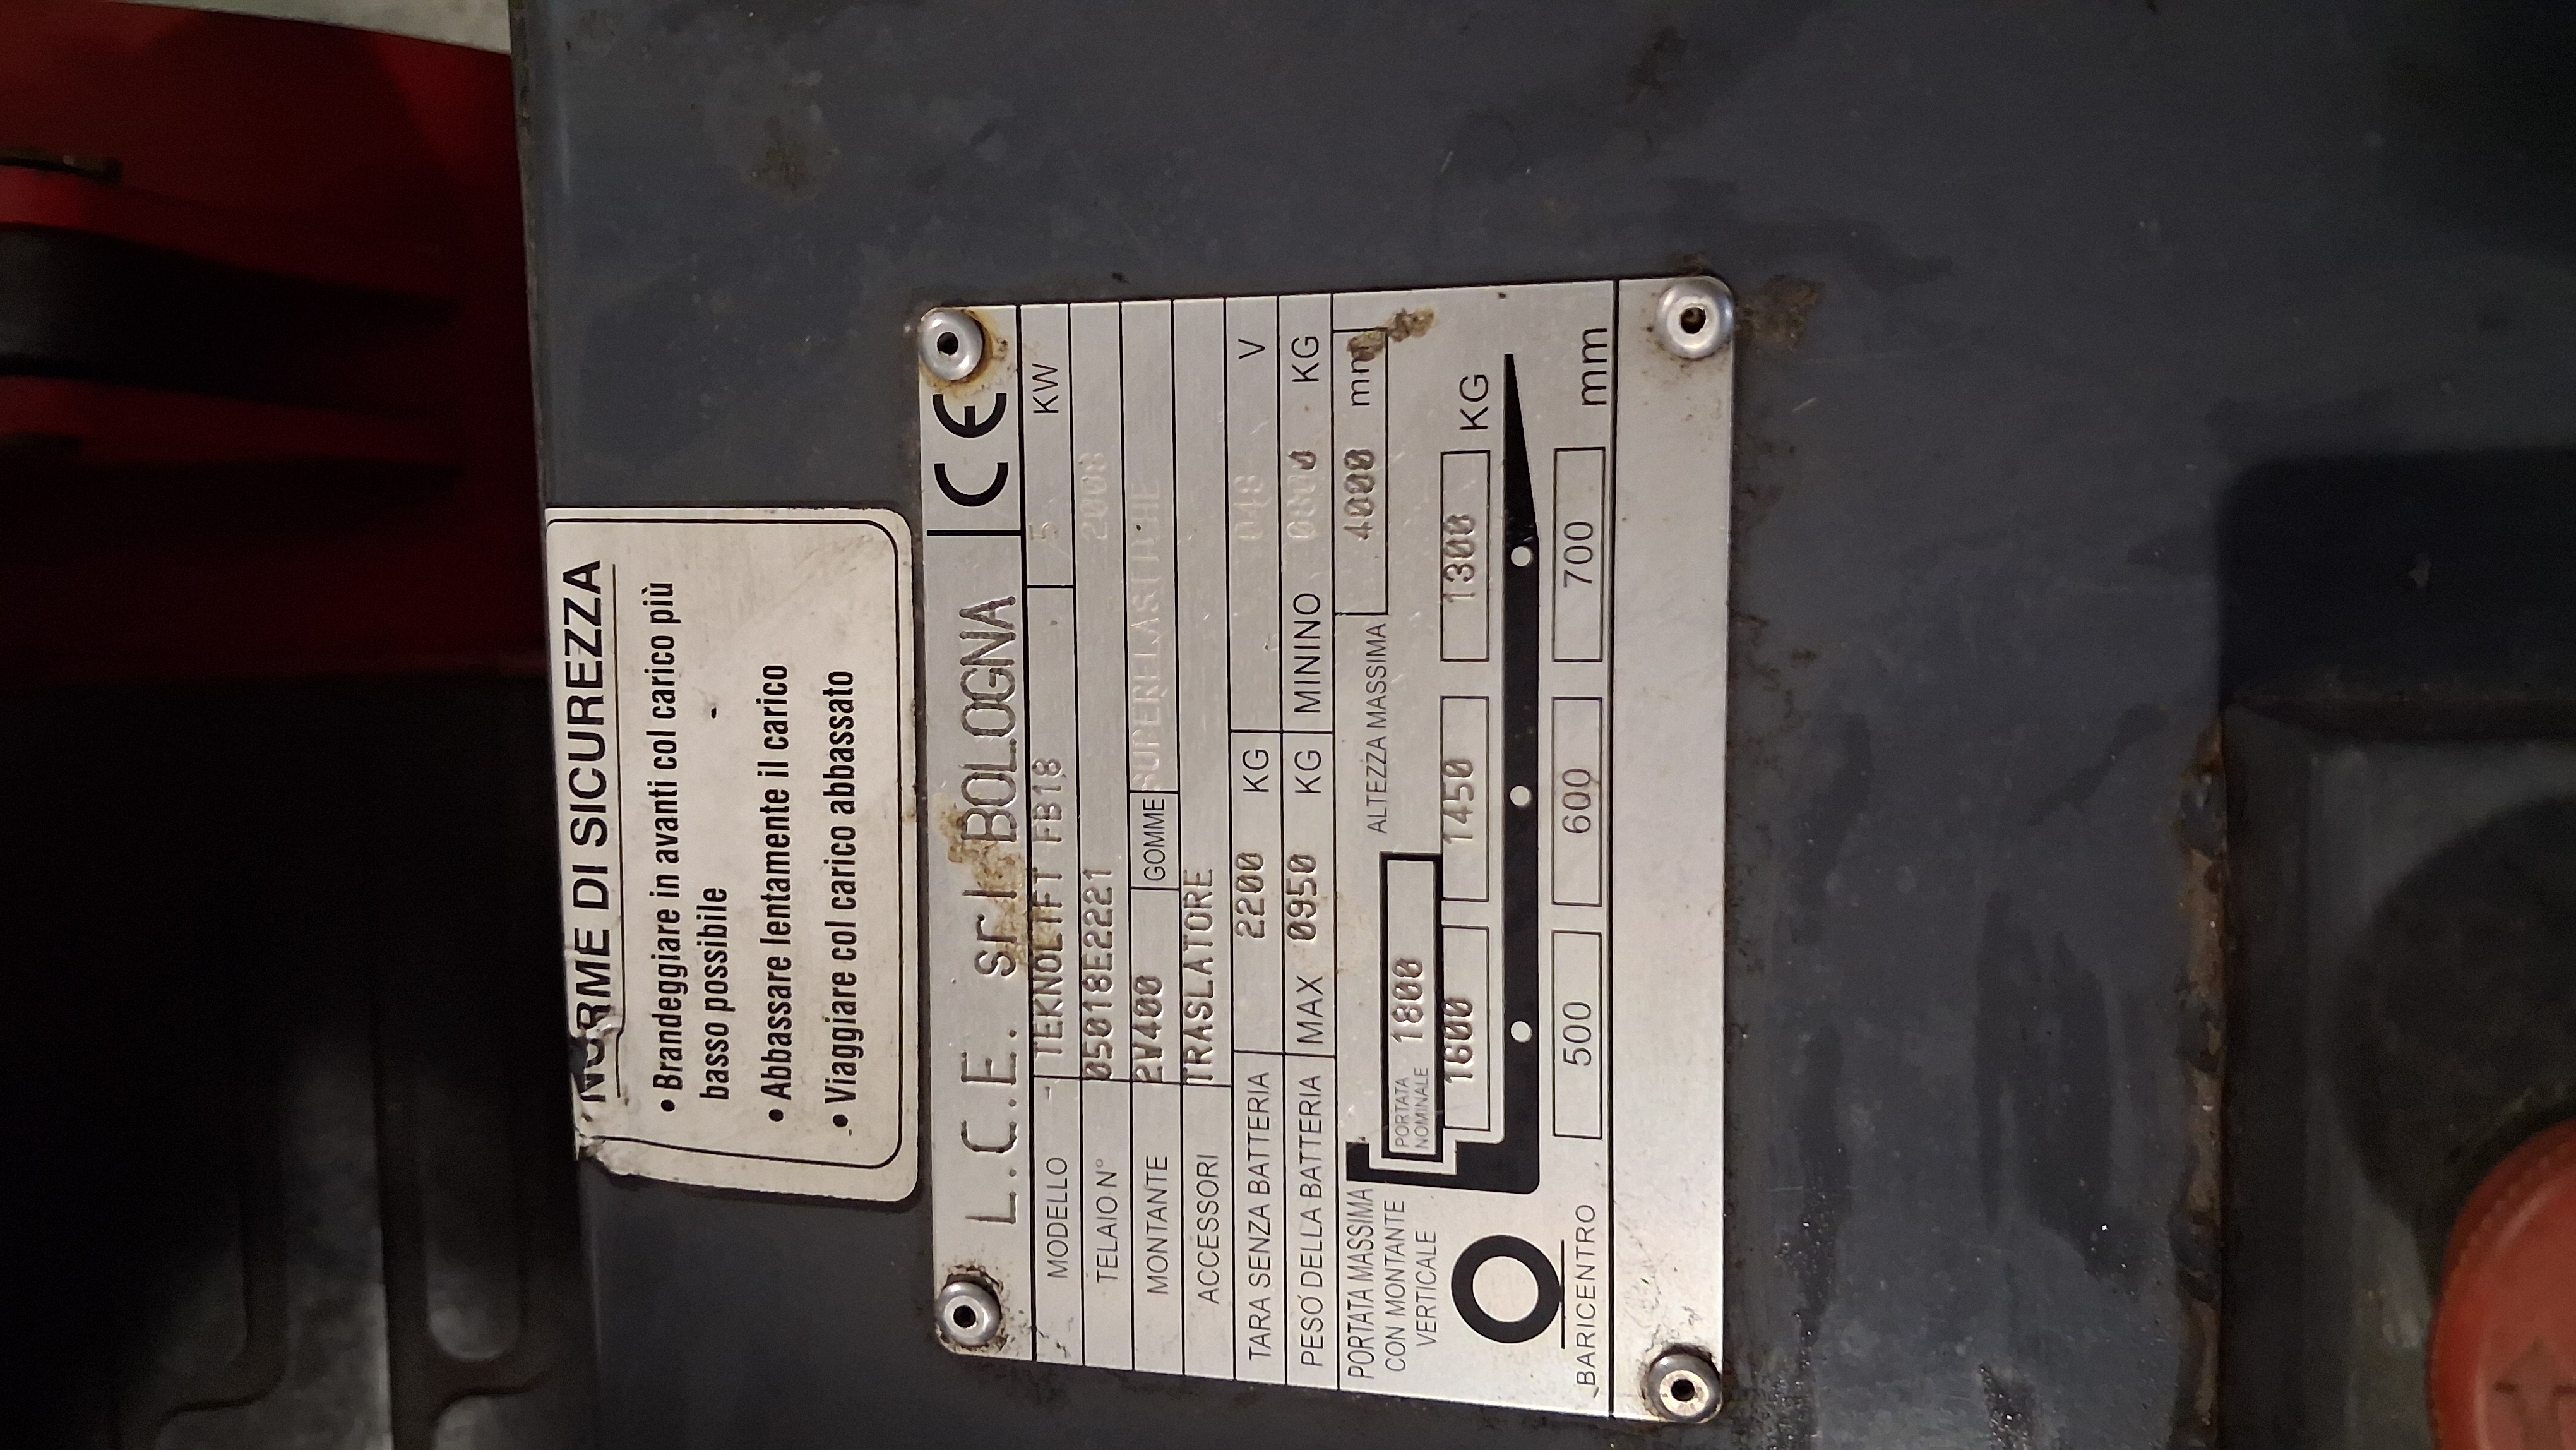 NORME DI SICUREZZA
• Brandeggiare in avanti col carico più
basso possibile
• Abbassare lentamente il carico
• Viaggiare col carico abbassato
L.C.E. srl BOLOGNA CE
MODELLO TEKNOLIFT FB18 5 KW
TELAIO N° 05018E2221 2008
MONTANTE 2V400 GOMME SUPERELASTICHE
ACCESSORI TRASLATORE
TARA SENZA BATTERIA 2200 KG 048 V
PESO DELLA BATTERIA MAX 0950 KG MININO KG
PORTATA MASSIMA
CON MONTANTE
VERTICALE
ALTEZZA MASSIMA 4000 mm
PORTATA
NOMINALE
1800
1600 1450 1300 KG
BARICENTRO 500 600 700 mm